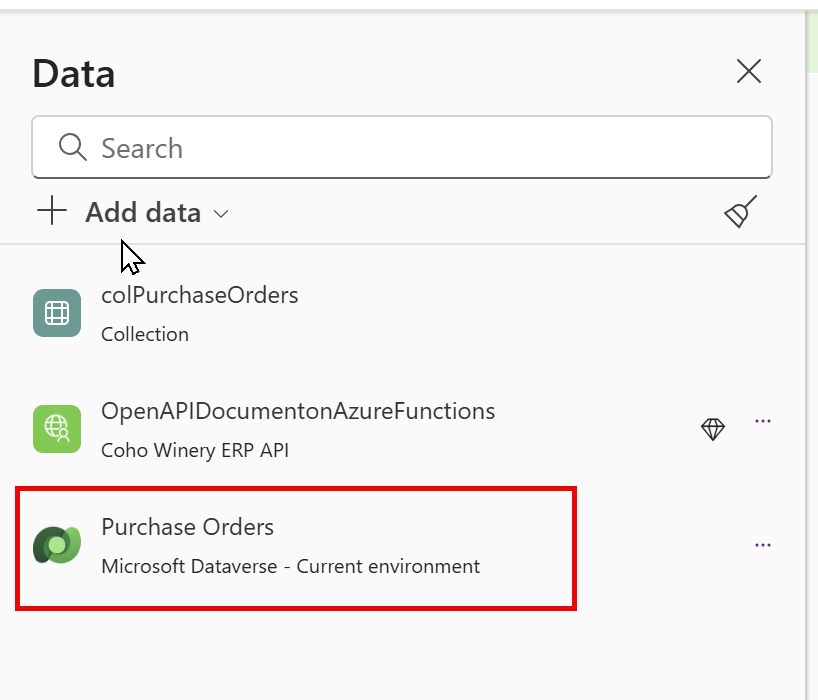 Data
Search
Add data
colPurchaseOrders
Collection
OpenAPIDocumentonAzureFunctions
Coho Winery ERP API
Purchase Orders
Microsoft Dataverse - Current environment